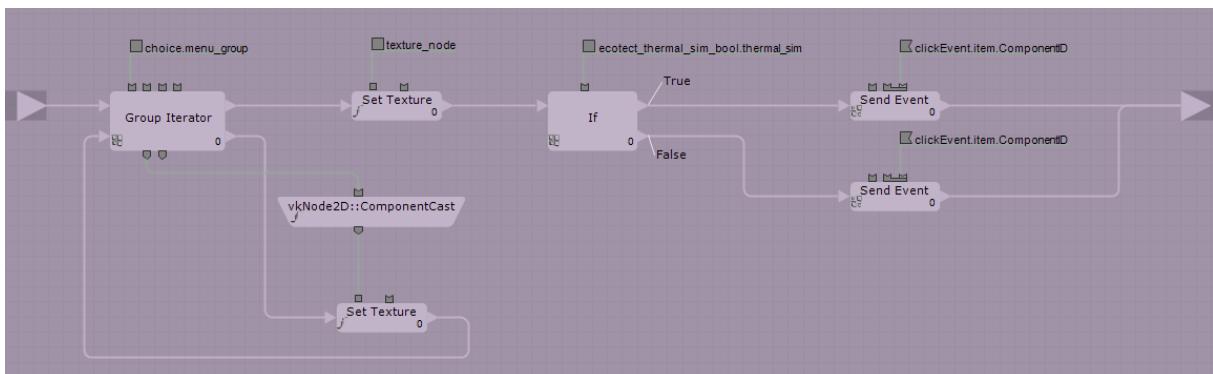 choice.menu_group
texture_node
ecotect_thermal_sim_bool.thermal_sim
clickEvent.item.ComponentID
True
Set Texture
0
Send Event
0
Group Iterator
0
If
0
clickEvent.item.ComponentID
False
Send Event
0
vkNode2D::ComponentCast
Set Texture
0